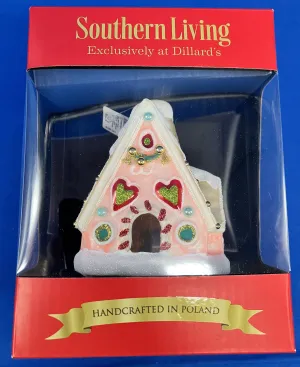 Southern Living
Exclusively at Dillard's
HANDCRAFTED IN POLAND